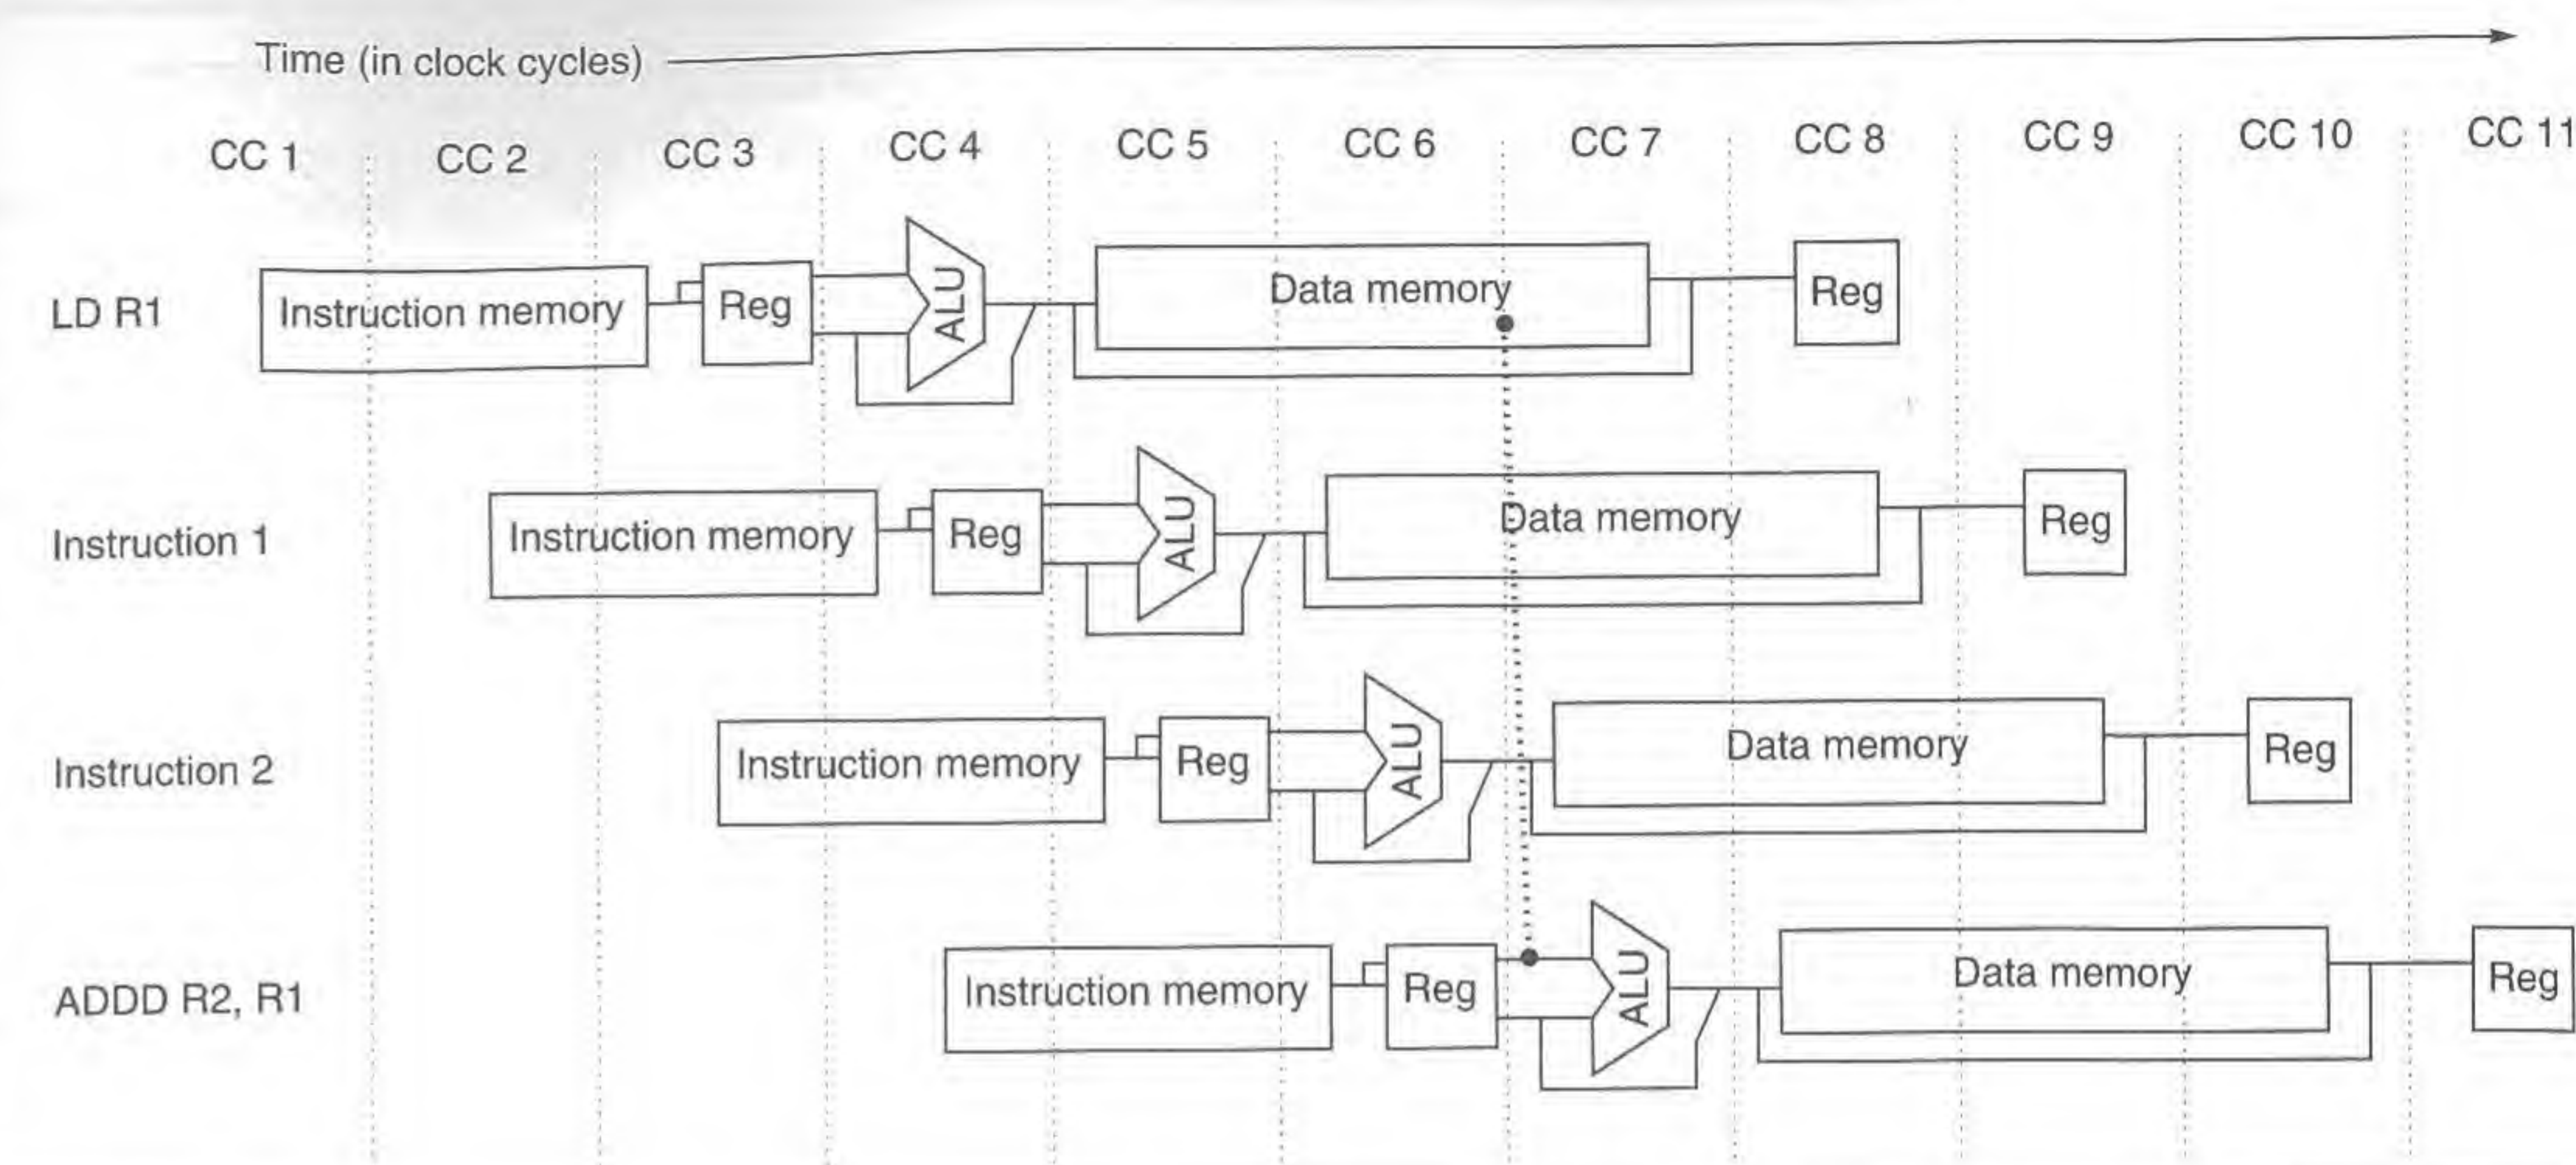 Time (in clock cycles)
CC 1 CC 2 CC 3 CC 4 CC 5 CC 6 CC 7 CC 8 CC 9 CC 10 CC 11
LD R1 Instruction memory Reg ALU Data memory Reg
Instruction 1 Instruction memory Reg ALU Data memory Reg
Instruction 2 Instruction memory Reg ALU Data memory Reg
ADDD R2, R1 Instruction memory Reg ALU Data memory Reg